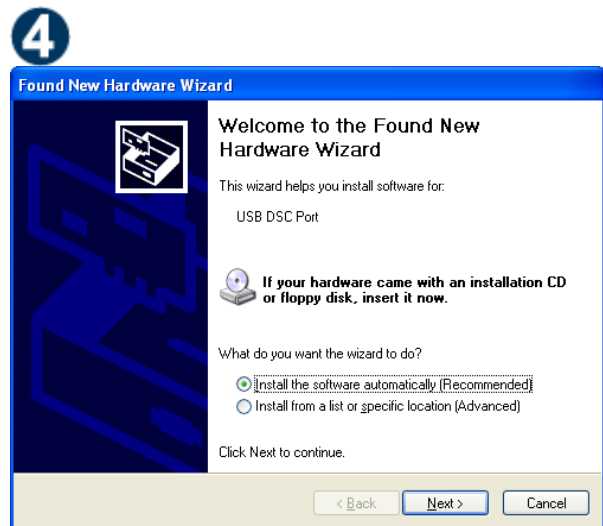 4
Found New Hardware Wizard
Welcome to the Found New
Hardware Wizard
This wizard helps you install software for:
USB DSC Port
If your hardware came with an installation CD
or floppy disk, insert it now.
What do you want the wizard to do?
Install the software automatically (Recommended)
Install from a list or specific location (Advanced)
Click Next to continue.
< Back Next > Cancel